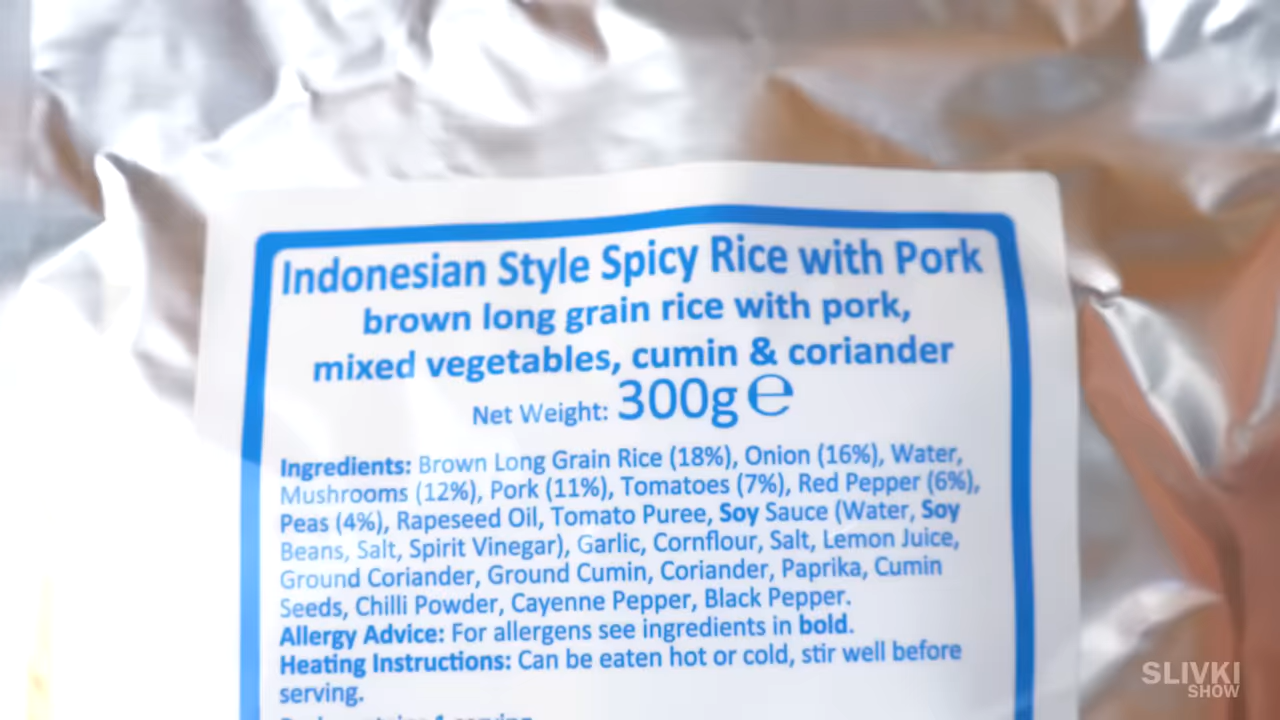 Indonesian Style Spicy Rice with Pork
brown long grain rice with pork,
mixed vegetables, cumin & coriander
Net Weight: 300g ℮
Ingredients: Brown Long Grain Rice (18%), Onion (16%), Water,
Mushrooms (12%), Pork (11%), Tomatoes (7%), Red Pepper (6%),
Peas (4%), Rapeseed Oil, Tomato Puree, Soy Sauce (Water, Soy
Beans, Salt, Spirit Vinegar), Garlic, Cornflour, Salt, Lemon Juice,
Ground Coriander, Ground Cumin, Coriander, Paprika, Cumin
Seeds, Chilli Powder, Cayenne Pepper, Black Pepper.
Allergy Advice: For allergens see ingredients in bold.
Heating Instructions: Can be eaten hot or cold, stir well before
serving.
SLIVKI
SHOW